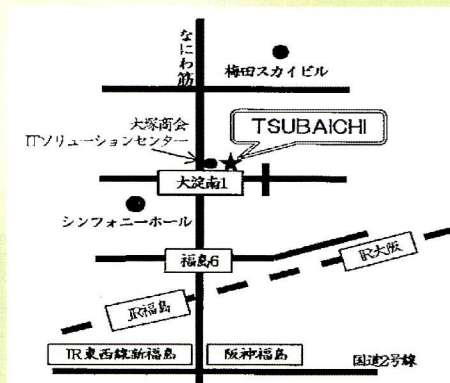 なにわ筋
梅田スカイビル
大塚商会
ITソリューションセンター
TSUBAICHI
大淀南1
シンフォニーホール
福島6
JR大阪
JR福島
JR東西線新福島
阪神福島
国道2号線